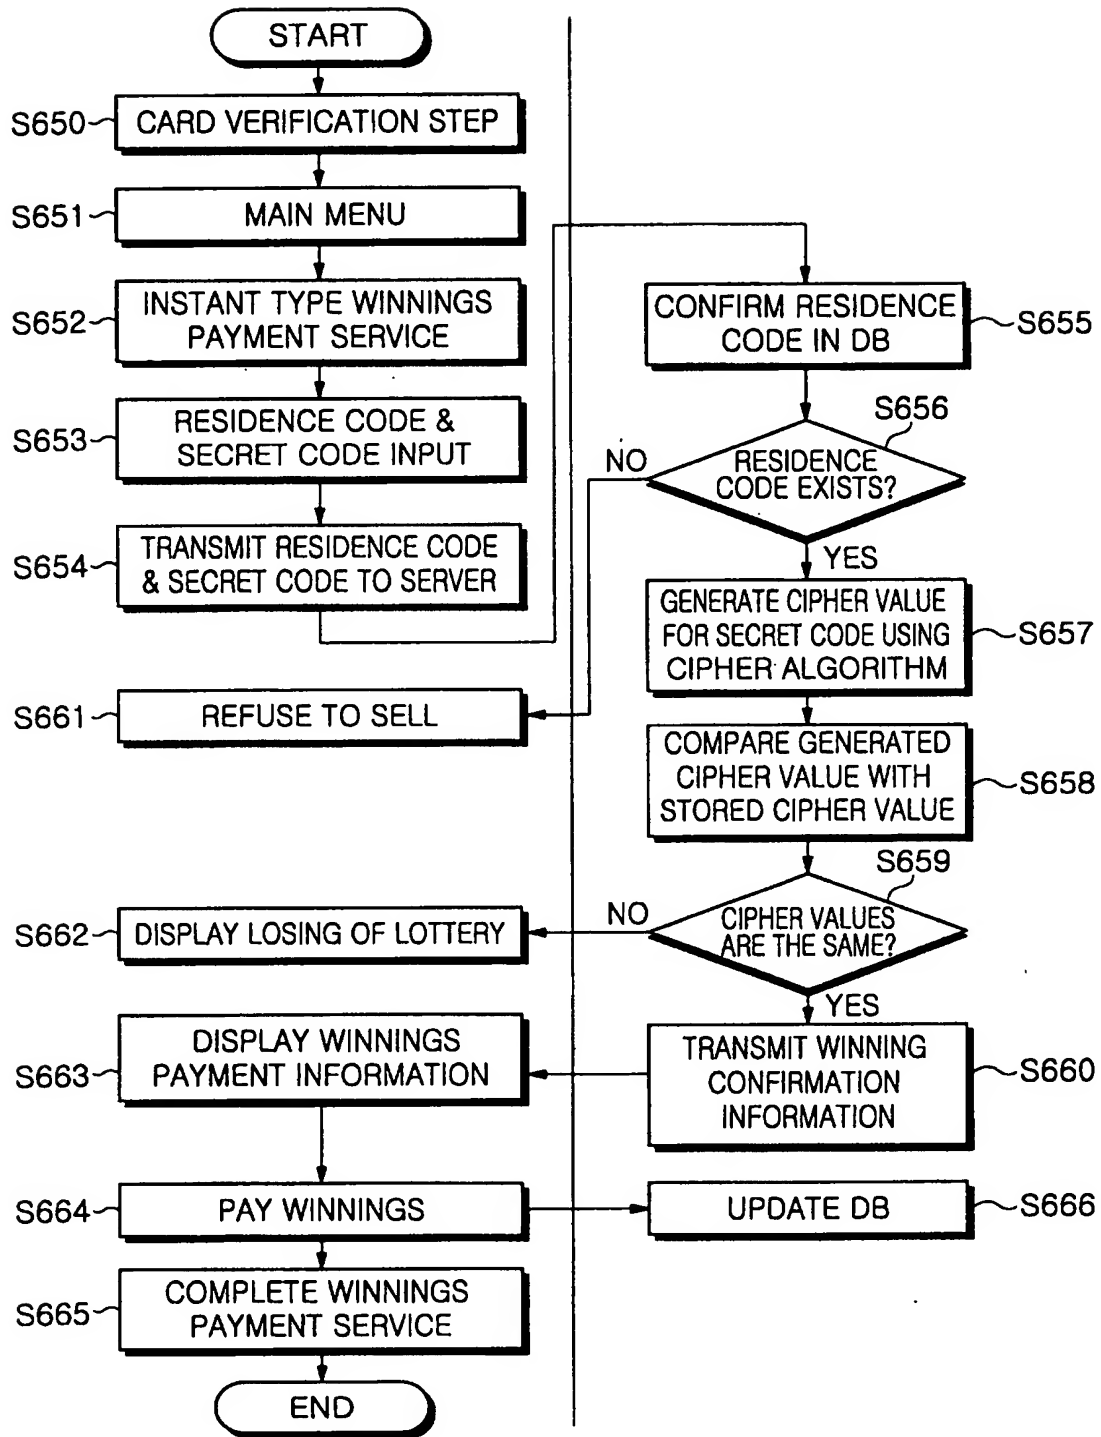 START
S650
CARD VERIFICATION STEP
S651
MAIN MENU
S652
INSTANT TYPE WINNINGS
PAYMENT SERVICE
S653
RESIDENCE CODE &
SECRET CODE INPUT
S654
TRANSMIT RESIDENCE CODE
& SECRET CODE TO SERVER
CONFIRM RESIDENCE
CODE IN DB
S655
S656
RESIDENCE
CODE EXISTS?
NO
YES
GENERATE CIPHER VALUE
FOR SECRET CODE USING
CIPHER ALGORITHM
S657
S661
REFUSE TO SELL
COMPARE GENERATED
CIPHER VALUE WITH
STORED CIPHER VALUE
S658
S659
CIPHER VALUES
ARE THE SAME?
NO
YES
S662
DISPLAY LOSING OF LOTTERY
TRANSMIT WINNING
CONFIRMATION
INFORMATION
S660
S663
DISPLAY WINNINGS
PAYMENT INFORMATION
S664
PAY WINNINGS
UPDATE DB
S666
S665
COMPLETE WINNINGS
PAYMENT SERVICE
END